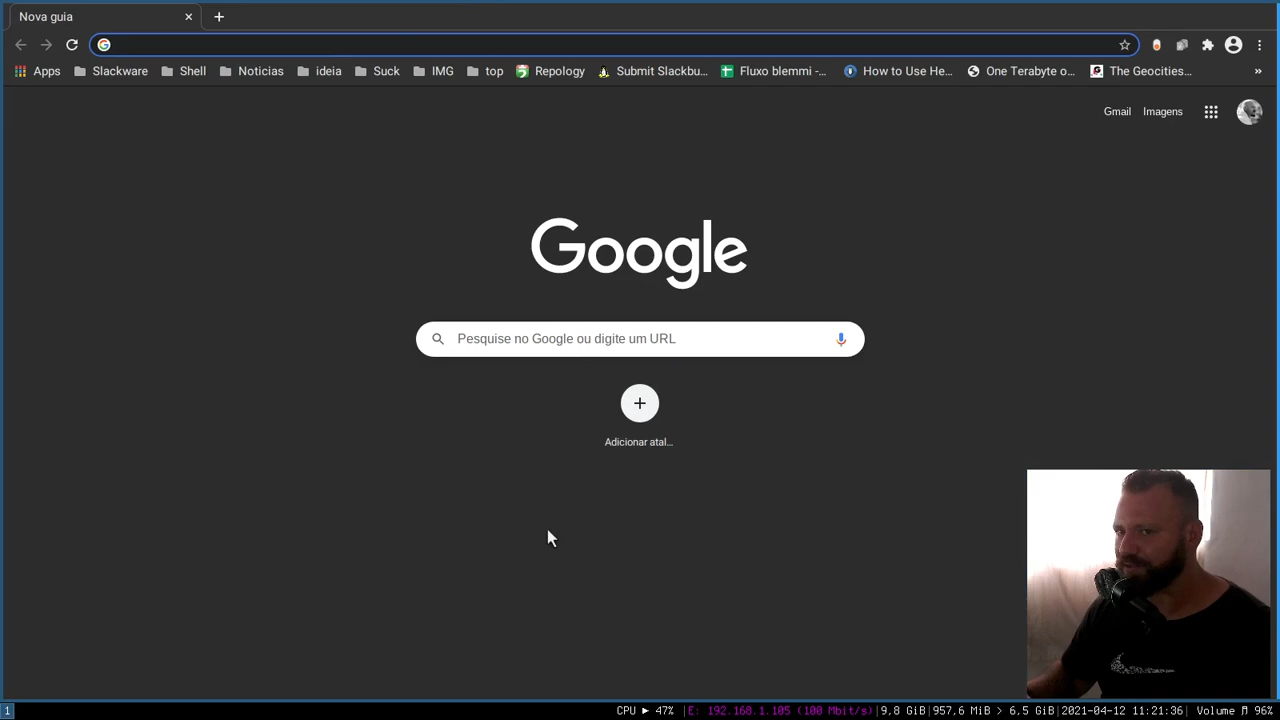 Nova guia
Apps Slackware Shell Noticias ideia Suck IMG top Repology Submit Slackbu... Fluxo blemmi -... How to Use He... One Terabyte o... The Geocities... »
Gmail Imagens
Google
Pesquise no Google ou digite um URL
Adicionar atal...
1 CPU ► 47% |E: 192.168.1.105 (100 Mbit/s)|9,8 GiB|957,6 MiB > 6,5 GiB|2021-04-12 11:21:36|Volume ♬ 96%